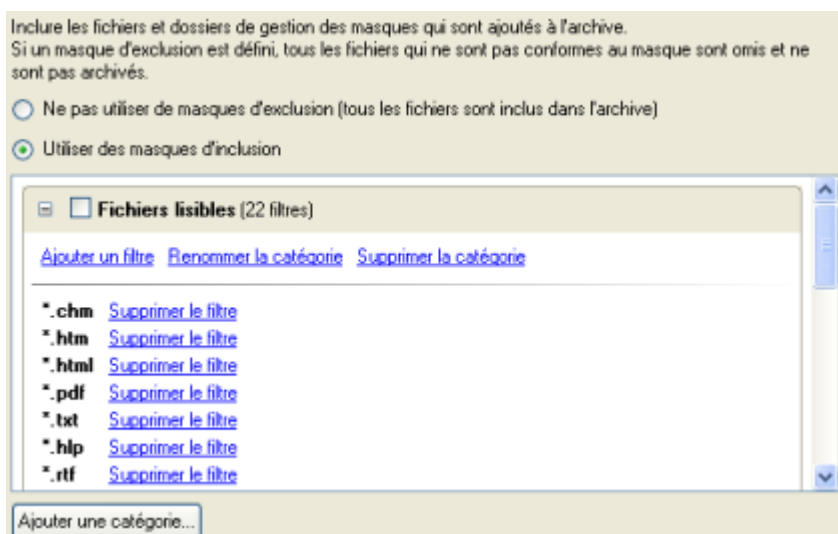 Inclure les fichiers et dossiers de gestion des masques qui sont ajoutés à l'archive.
Si un masque d'exclusion est défini, tous les fichiers qui ne sont pas conformes au masque sont omis et ne
sont pas archivés.
Ne pas utiliser de masques d'exclusion (tous les fichiers sont inclus dans l'archive)
Utiliser des masques d'inclusion
Fichiers lisibles (22 filtres)
Ajouter un filtre Renommer la catégorie Supprimer la catégorie
*.chm Supprimer le filtre
*.htm Supprimer le filtre
*.html Supprimer le filtre
*.pdf Supprimer le filtre
*.txt Supprimer le filtre
*.hlp Supprimer le filtre
*.rtf Supprimer le filtre
Ajouter une catégorie...